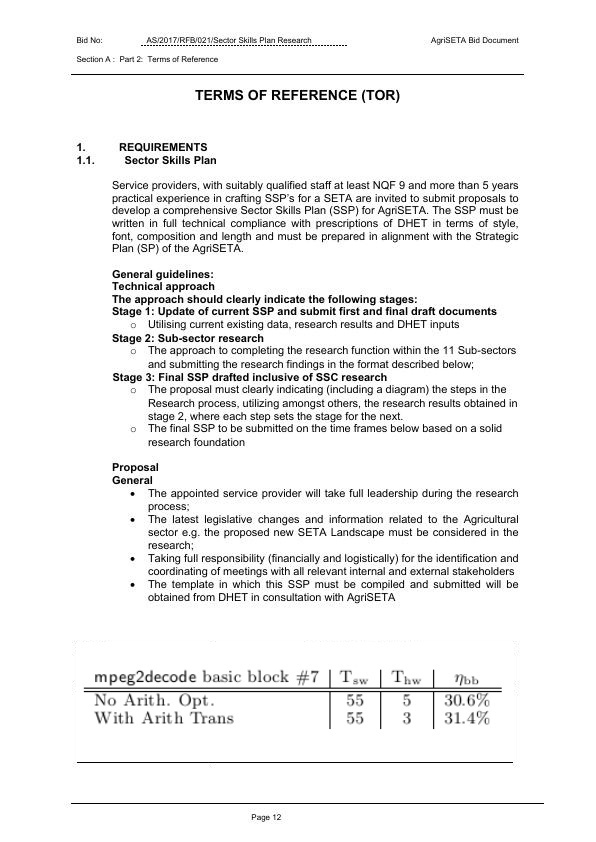 Bid No: AS/2017/RFB/021/Sector Skills Plan Research AgriSETA Bid Document
Section A : Part 2: Terms of Reference
TERMS OF REFERENCE (TOR)
1. REQUIREMENTS
1.1. Sector Skills Plan
Service providers, with suitably qualified staff at least NQF 9 and more than 5 years
practical experience in crafting SSP's for a SETA are invited to submit proposals to
develop a comprehensive Sector Skills Plan (SSP) for AgriSETA. The SSP must be
written in full technical compliance with prescriptions of DHET in terms of style,
font, composition and length and must be prepared in alignment with the Strategic
Plan (SP) of the AgriSETA.
General guidelines:
Technical approach
The approach should clearly indicate the following stages:
Stage 1: Update of current SSP and submit first and final draft documents
o Utilising current existing data, research results and DHET inputs
Stage 2: Sub-sector research
o The approach to completing the research function within the 11 Sub-sectors
and submitting the research findings in the format described below;
Stage 3: Final SSP drafted inclusive of SSC research
o The proposal must clearly indicating (including a diagram) the steps in the
Research process, utilizing amongst others, the research results obtained in
stage 2, where each step sets the stage for the next.
o The final SSP to be submitted on the time frames below based on a solid
research foundation
Proposal
General
• The appointed service provider will take full leadership during the research
process;
• The latest legislative changes and information related to the Agricultural
sector e.g. the proposed new SETA Landscape must be considered in the
research;
• Taking full responsibility (financially and logistically) for the identification and
coordinating of meetings with all relevant internal and external stakeholders
• The template in which this SSP must be compiled and submitted will be
obtained from DHET in consultation with AgriSETA
mpeg2decode basic block #7 | Tsw | Thw | ηbb
No Arith. Opt. | 55 | 5 | 30.6%
With Arith Trans | 55 | 3 | 31.4%
Page 12